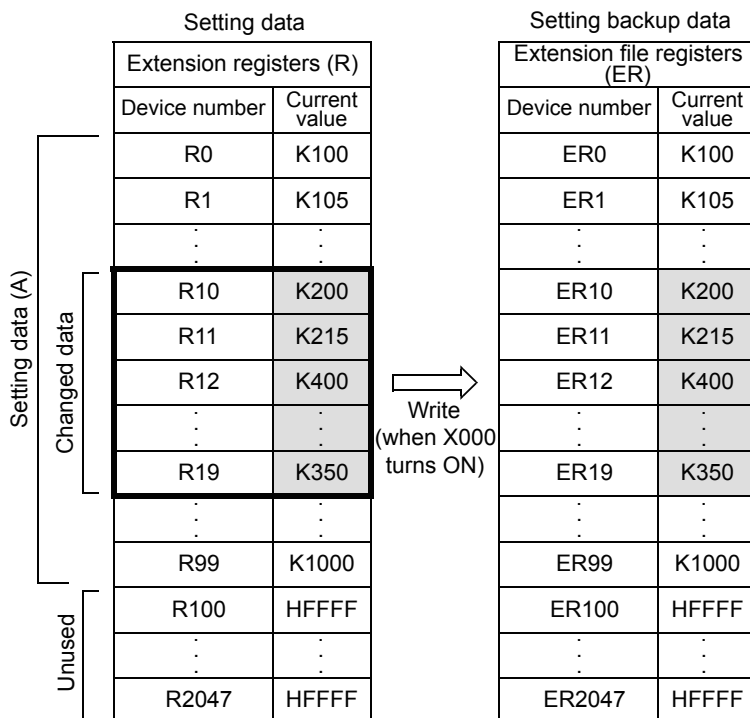 Setting data
Extension registers (R)
Device number
Current
value
R0 K100
R1 K105
: :
R10 K200
R11 K215
R12 K400
: :
R19 K350
: :
R99 K1000
R100 HFFFF
: :
R2047 HFFFF
Setting data (A)
Changed data
Unused
Write
(when X000
turns ON)
Setting backup data
Extension file registers
(ER)
Device number
Current
value
ER0 K100
ER1 K105
: :
ER10 K200
ER11 K215
ER12 K400
: :
ER19 K350
: :
ER99 K1000
ER100 HFFFF
: :
ER2047 HFFFF